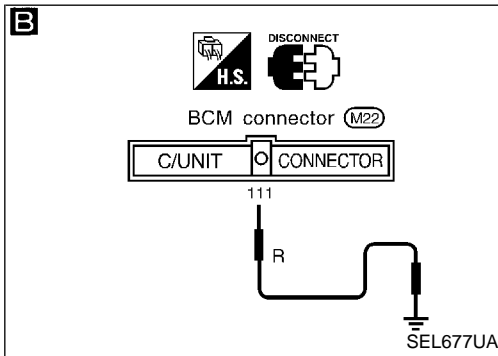 B
DISCONNECT
H.S.
BCM connector M22
C/UNIT CONNECTOR
111
R
SEL677UA